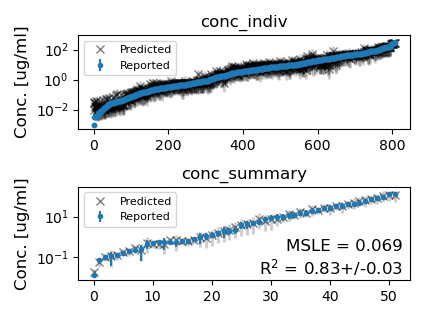 conc_indiv
Conc. [ug/ml]
10²
10⁰
10⁻²
Predicted
Reported
0 200 400 600 800
conc_summary
Conc. [ug/ml]
10¹
10⁻¹
Predicted
Reported
MSLE = 0.069
R² = 0.83+/-0.03
0 10 20 30 40 50